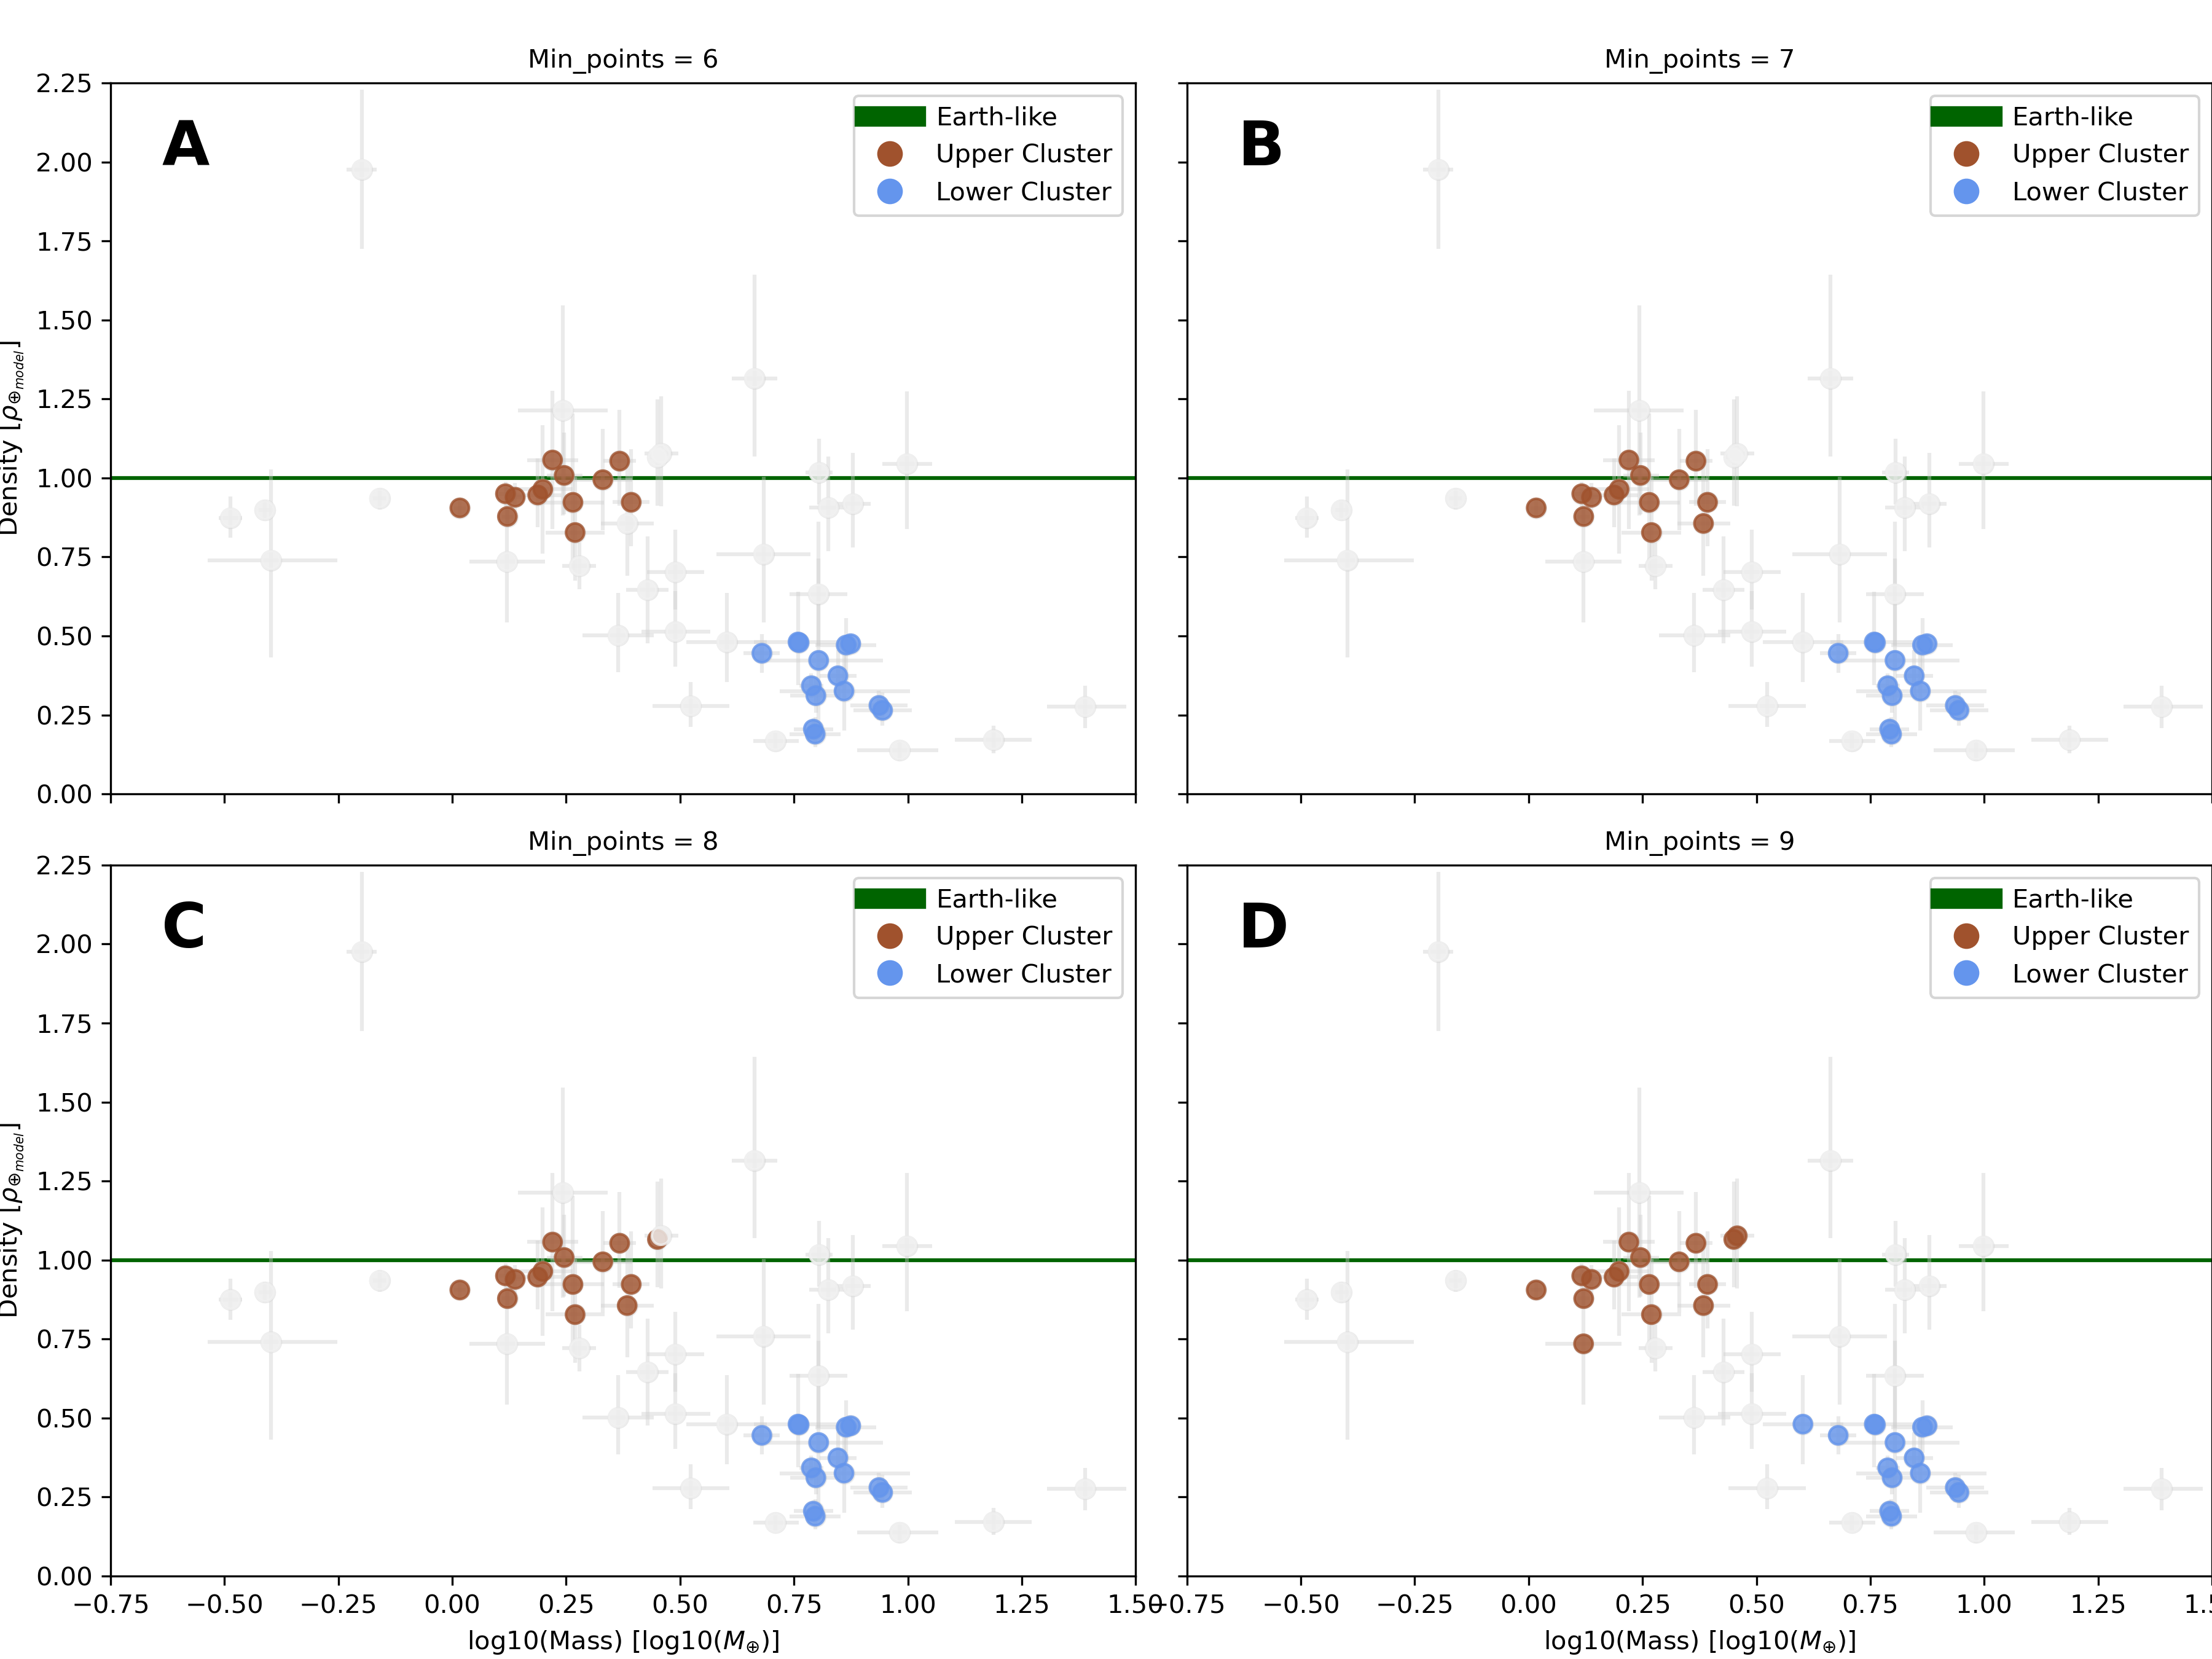 Min_points = 6
A
Earth-like
Upper Cluster
Lower Cluster
2.25
2.00
1.75
1.50
1.25
1.00
0.75
0.50
0.25
0.00
Density [ρ⊕model]
Min_points = 7
B
Earth-like
Upper Cluster
Lower Cluster
Min_points = 8
C
Earth-like
Upper Cluster
Lower Cluster
2.25
2.00
1.75
1.50
1.25
1.00
0.75
0.50
0.25
0.00
Density [ρ⊕model]
−0.75 −0.50 −0.25 0.00 0.25 0.50 0.75 1.00 1.25 1.50
log10(Mass) [log10(M⊕)]
Min_points = 9
D
Earth-like
Upper Cluster
Lower Cluster
−0.75 −0.50 −0.25 0.00 0.25 0.50 0.75 1.00 1.25
log10(Mass) [log10(M⊕)]